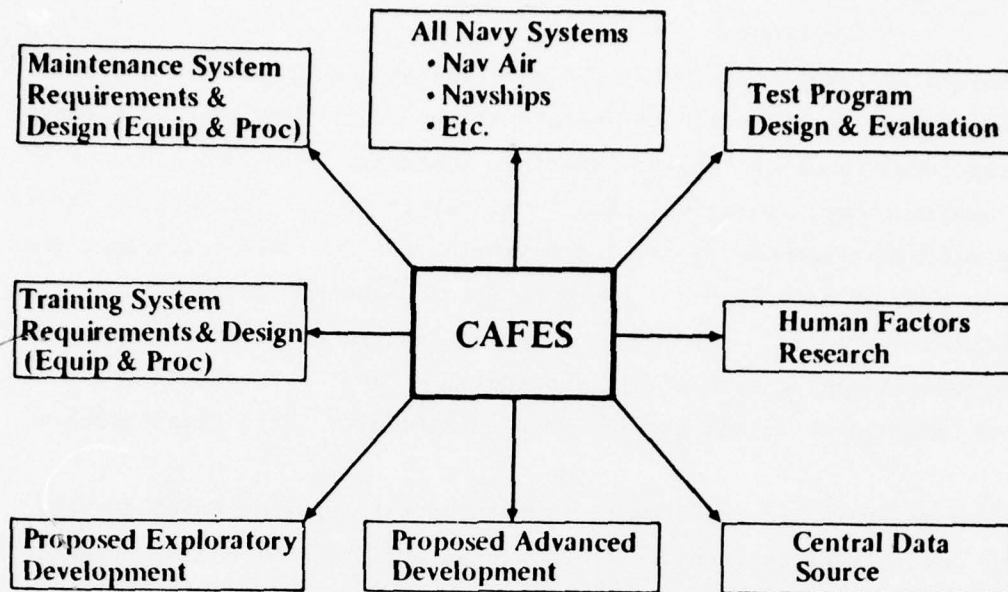 Maintenance System
Requirements &
Design (Equip & Proc)
All Navy Systems
• Nav Air
• Navships
• Etc.
Test Program
Design & Evaluation
Training System
Requirements & Design
(Equip & Proc)
CAFES
Human Factors
Research
Proposed Exploratory
Development
Proposed Advanced
Development
Central Data
Source